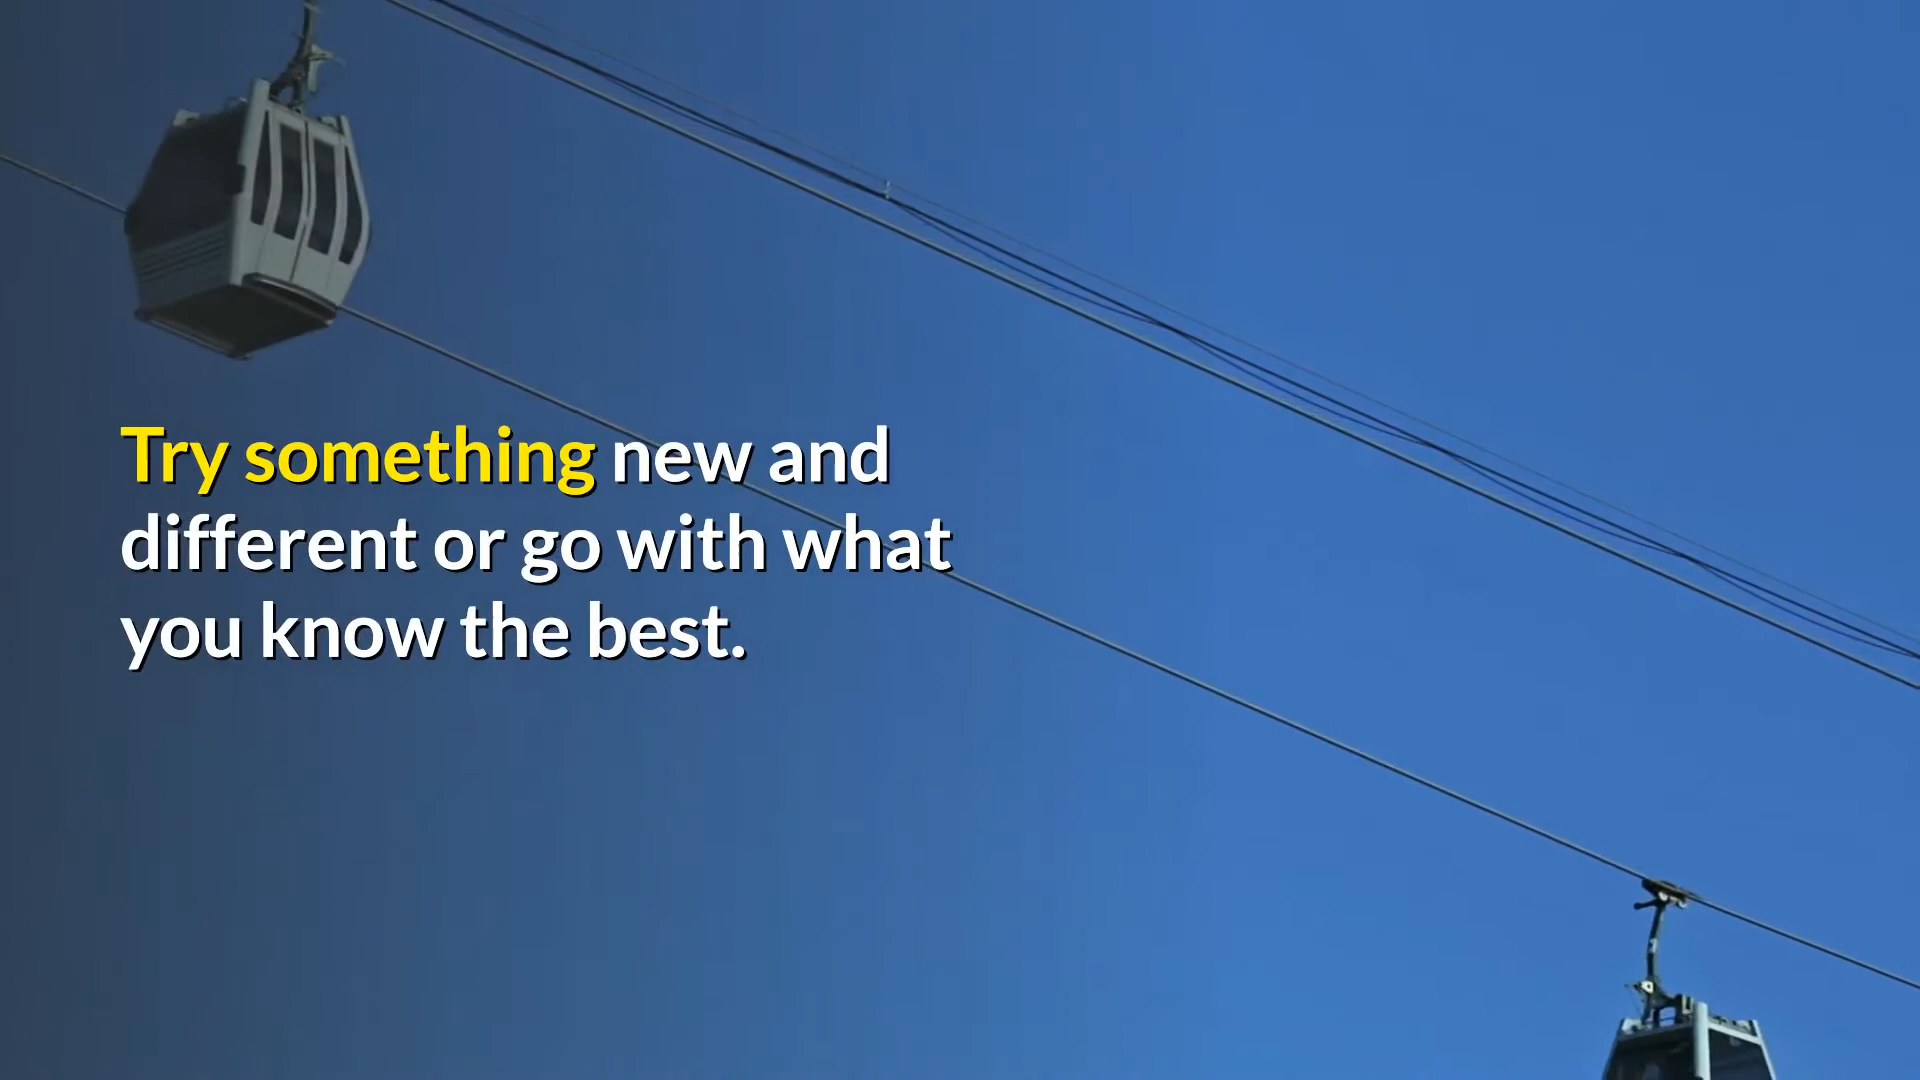 Try something new and
different or go with what
you know the best.